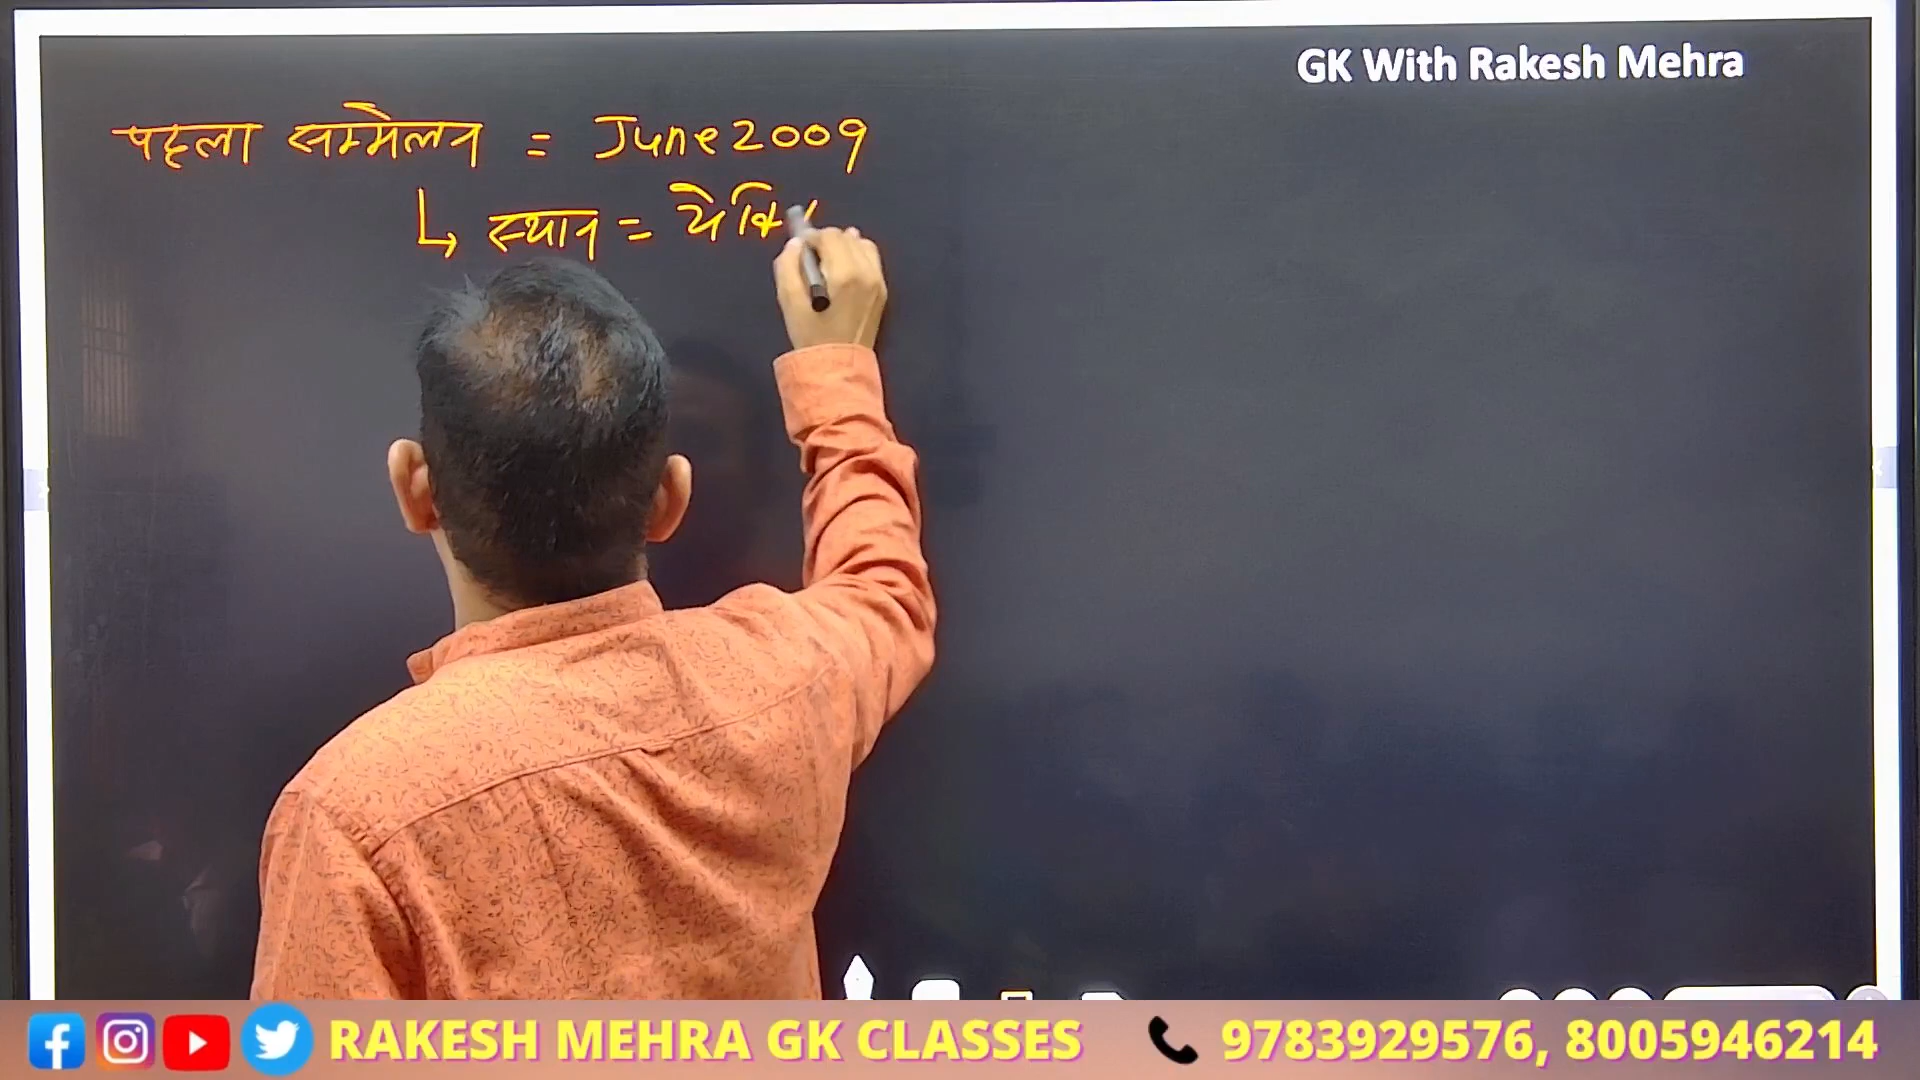 GK With Rakesh Mehra
पहला सम्मेलन = June 2009
↳ स्थान =
RAKESH MEHRA GK CLASSES 9783929576, 8005946214